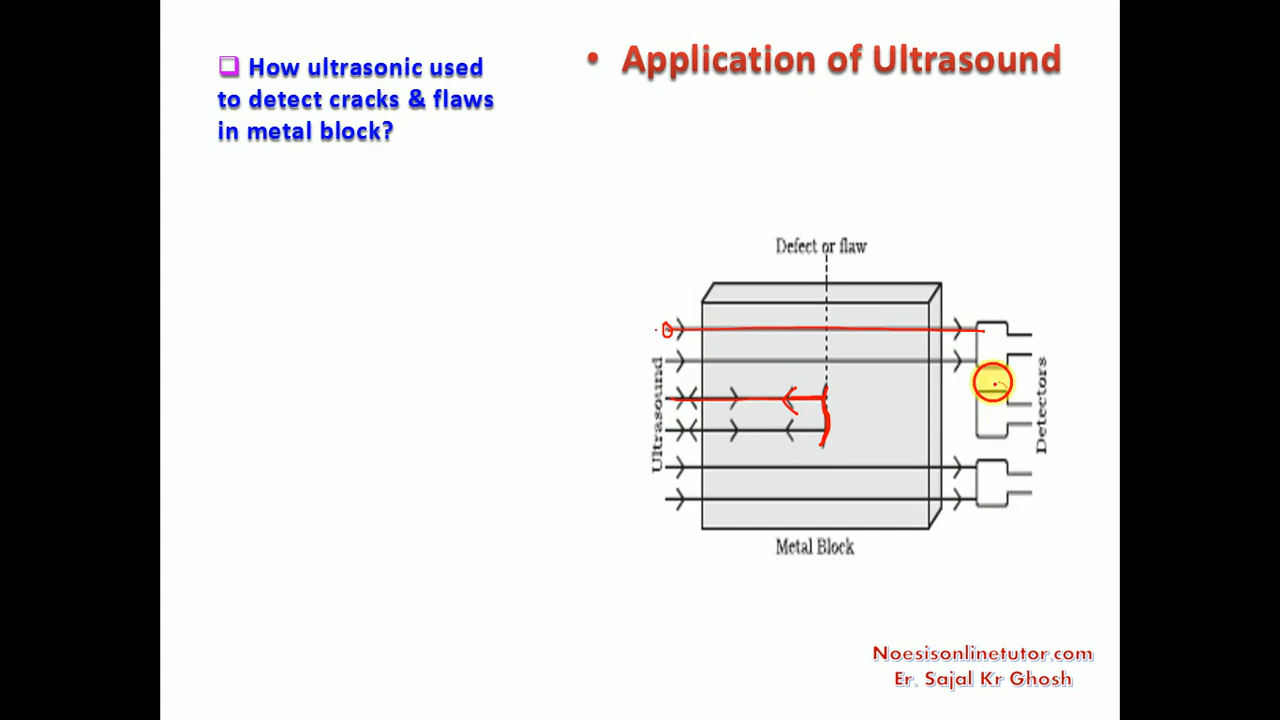 How ultrasonic used
to detect cracks & flaws
in metal block?
• Application of Ultrasound
Defect or flaw
Ultrasound
Detectors
Metal Block
Noesisonlinetutor.com
Er. Sajal Kr Ghosh